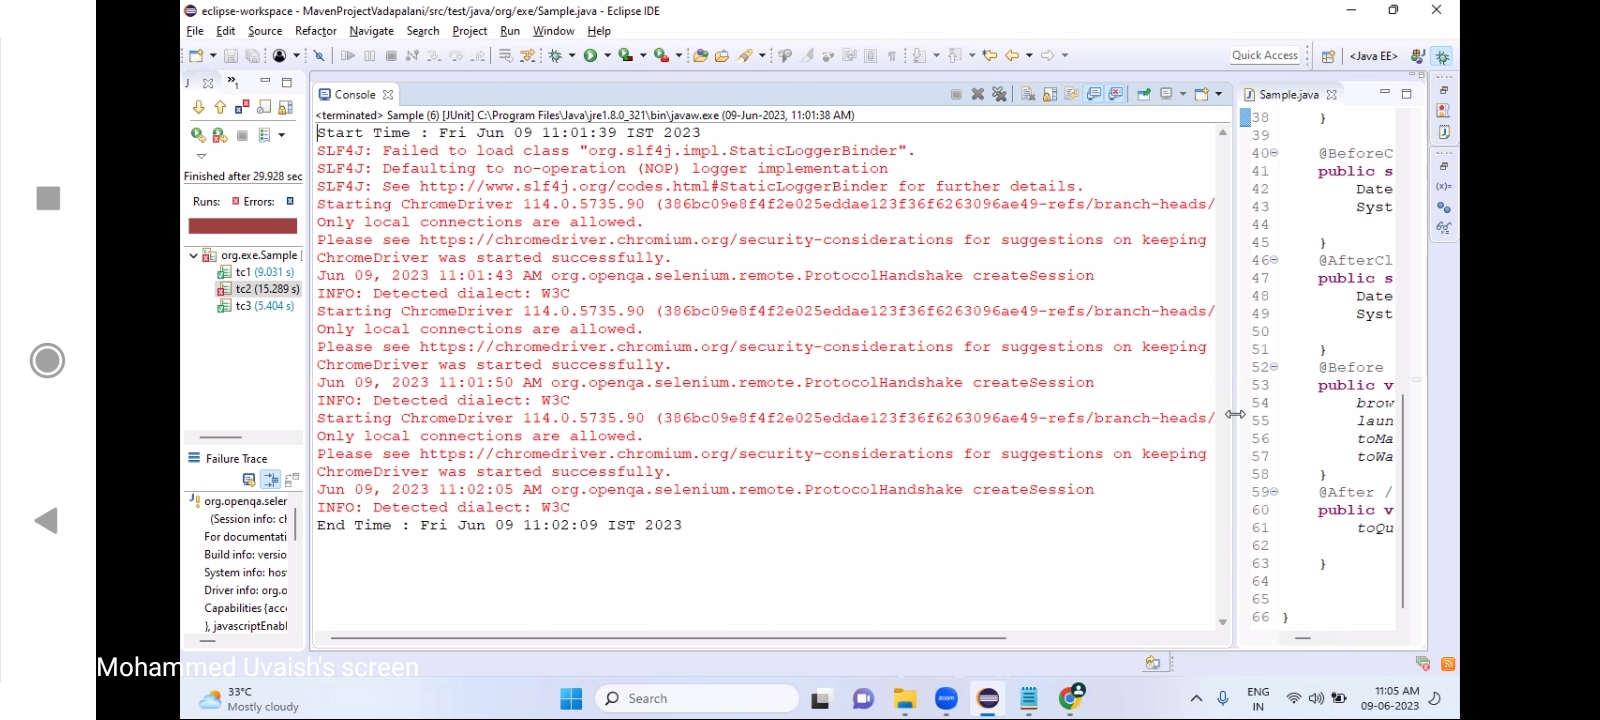 eclipse-workspace - MavenProjectVadapalani/src/test/java/org/exe/Sample.java - Eclipse IDE
File Edit Source Refactor Navigate Search Project Run Window Help
Quick Access
<Java EE>
J
Finished after 29.928 sec
Runs: Errors:
org.exe.Sample [
tc1 (9.031 s)
tc2 (15.289 s)
tc3 (5.404 s)
Failure Trace
org.openqa.seler
(Session info: cl
For documentati
Build info: versio
System info: hos
Driver info: org.o
Capabilities {acc
}, javascriptEnabl
Console
<terminated> Sample (6) [JUnit] C:\Program Files\Java\jre1.8.0_321\bin\javaw.exe (09-Jun-2023, 11:01:38 AM)
Start Time : Fri Jun 09 11:01:39 IST 2023
SLF4J: Failed to load class "org.slf4j.impl.StaticLoggerBinder".
SLF4J: Defaulting to no-operation (NOP) logger implementation
SLF4J: See http://www.slf4j.org/codes.html#StaticLoggerBinder for further details.
Starting ChromeDriver 114.0.5735.90 (386bc09e8f4f2e025eddae123f36f6263096ae49-refs/branch-heads/
Only local connections are allowed.
Please see https://chromedriver.chromium.org/security-considerations for suggestions on keeping
ChromeDriver was started successfully.
Jun 09, 2023 11:01:43 AM org.openqa.selenium.remote.ProtocolHandshake createSession
INFO: Detected dialect: W3C
Starting ChromeDriver 114.0.5735.90 (386bc09e8f4f2e025eddae123f36f6263096ae49-refs/branch-heads/
Only local connections are allowed.
Please see https://chromedriver.chromium.org/security-considerations for suggestions on keeping
ChromeDriver was started successfully.
Jun 09, 2023 11:01:50 AM org.openqa.selenium.remote.ProtocolHandshake createSession
INFO: Detected dialect: W3C
Starting ChromeDriver 114.0.5735.90 (386bc09e8f4f2e025eddae123f36f6263096ae49-refs/branch-heads/
Only local connections are allowed.
Please see https://chromedriver.chromium.org/security-considerations for suggestions on keeping
ChromeDriver was started successfully.
Jun 09, 2023 11:02:05 AM org.openqa.selenium.remote.ProtocolHandshake createSession
INFO: Detected dialect: W3C
End Time : Fri Jun 09 11:02:09 IST 2023
Sample.java
38 }
39
40 @BeforeC
41 public s
42 Date
43 Syst
44
45 }
46 @AfterCl
47 public s
48 Date
49 Syst
50
51 }
52 @Before
53 public v
54 brow
55 laun
56 toMa
57 toWa
58 }
59 @After /
60 public v
61 toQu
62
63 }
64
65
66 }
Mohammed Uvaish's screen
33°C
Mostly cloudy
Search
zoom
ENG
IN
11:05 AM
09-06-2023